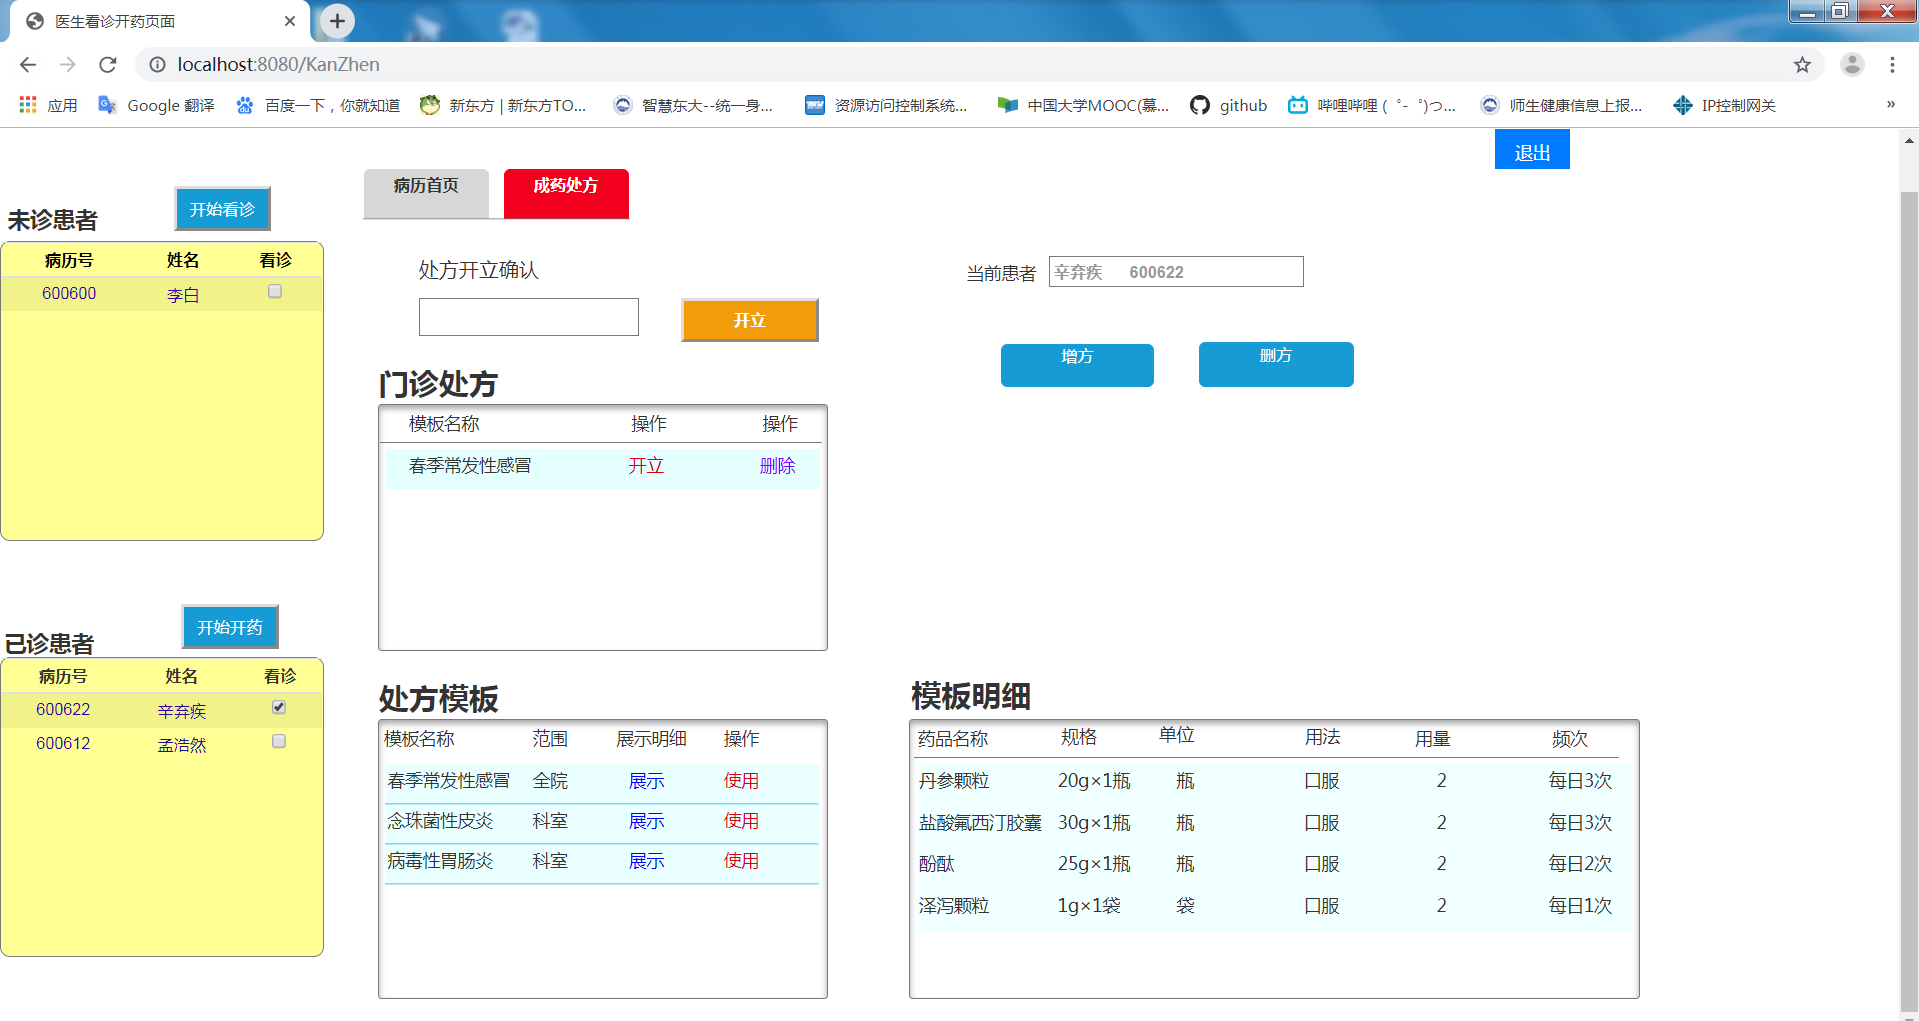 医生看诊开药页面
localhost:8080/KanZhen
应用 Google 翻译 百度一下，你就知道 新东方 | 新东方TO... 智慧东大--统一身... 资源访问控制系统... 中国大学MOOC(慕... github 哔哩哔哩 ( ゜- ゜)つ... 师生健康信息上报... IP控制网关 »
退出
病历首页 成药处方
未诊患者 开始看诊
病历号 姓名 看诊
600600 李白
处方开立确认
开立
当前患者 辛弃疾 600622
增方 删方
门诊处方
模板名称 操作 操作
春季常发性感冒 开立 删除
已诊患者 开始开药
病历号 姓名 看诊
600622 辛弃疾
600612 孟浩然
处方模板
模板名称 范围 展示明细 操作
春季常发性感冒 全院 展示 使用
念珠菌性皮炎 科室 展示 使用
病毒性胃肠炎 科室 展示 使用
模板明细
药品名称 规格 单位 用法 用量 频次
丹参颗粒 20g×1瓶 瓶 口服 2 每日3次
盐酸氟西汀胶囊 30g×1瓶 瓶 口服 2 每日3次
酚酞 25g×1瓶 瓶 口服 2 每日2次
泽泻颗粒 1g×1袋 袋 口服 2 每日1次